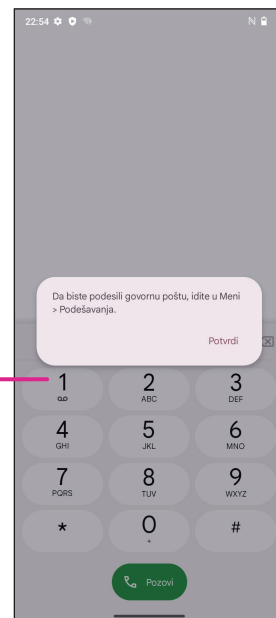 22:54
Da biste podesili govornu poštu, idite u Meni
> Podešavanja.
Potvrdi
1
2
ABC
3
DEF
4
GHI
5
JKL
6
MNO
7
PQRS
8
TUV
9
WXYZ
*
0
+
#
Pozovi